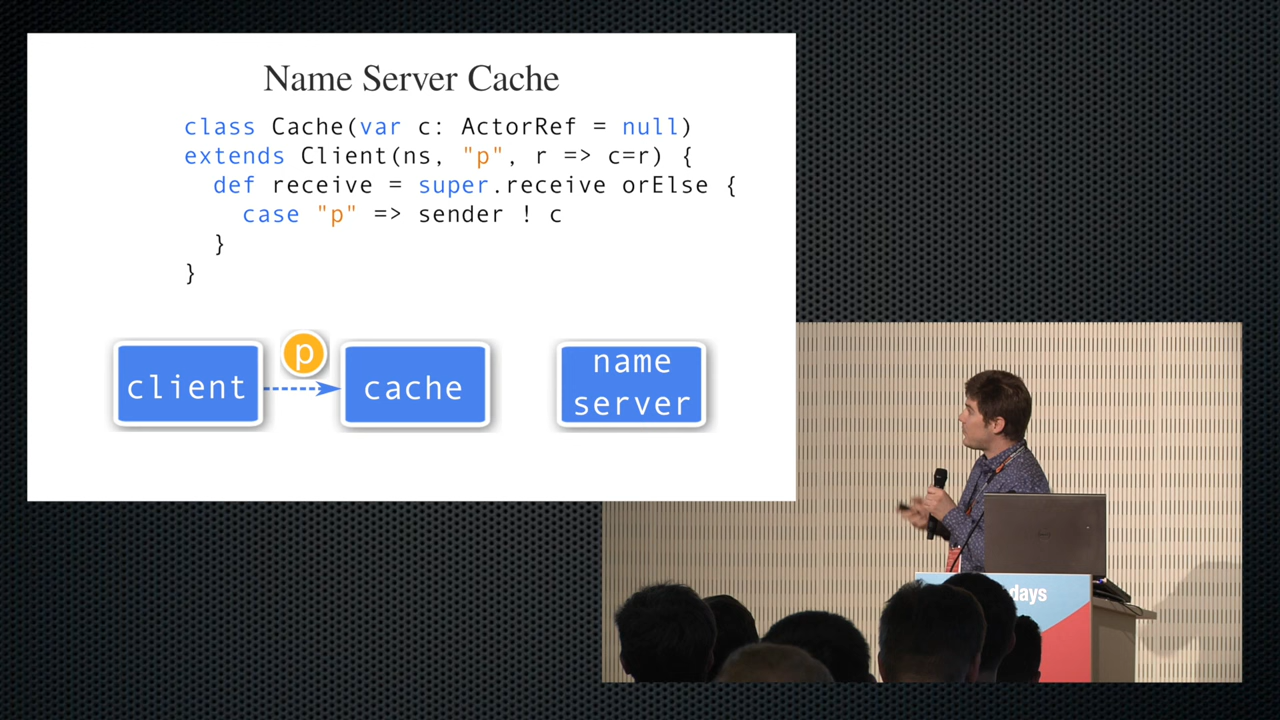 Name Server Cache
class Cache(var c: ActorRef = null)
extends Client(ns, "p", r => c=r) {
def receive = super.receive orElse {
case "p" => sender ! c
}
}
p
client
cache
name
server
days